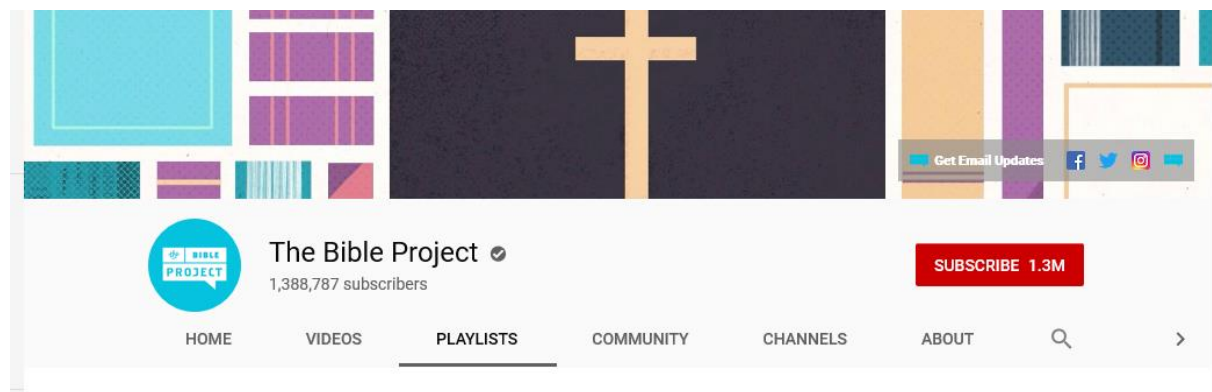 Get Email Updates
BIBLE
PROJECT
The Bible Project
1,388,787 subscribers
SUBSCRIBE 1.3M
HOME VIDEOS PLAYLISTS COMMUNITY CHANNELS ABOUT